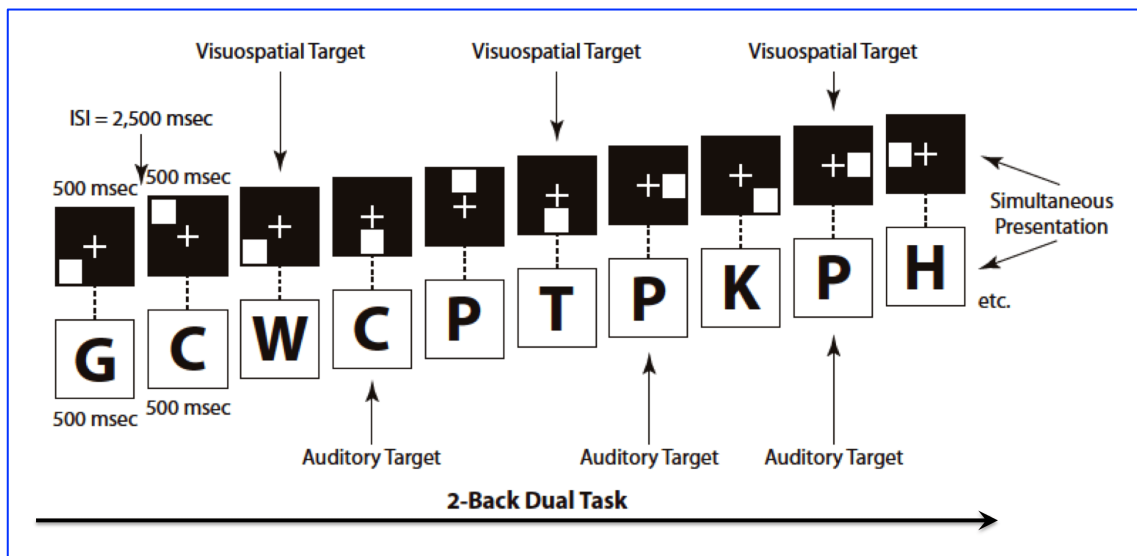 Visuospatial Target Visuospatial Target Visuospatial Target
ISI = 2,500 msec
500 msec 500 msec
Simultaneous
Presentation
G C W C P T P K P H
etc.
500 msec 500 msec
Auditory Target Auditory Target Auditory Target
2-Back Dual Task